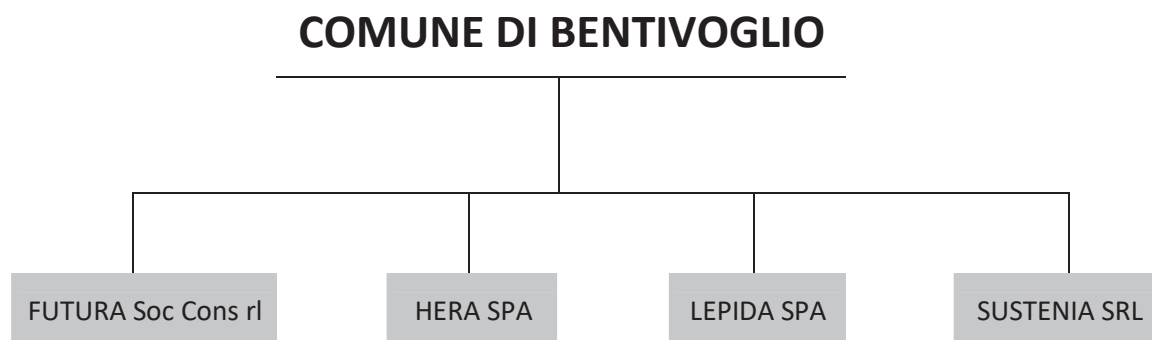 COMUNE DI BENTIVOGLIO
FUTURA Soc Cons rl
HERA SPA
LEPIDA SPA
SUSTENIA SRL